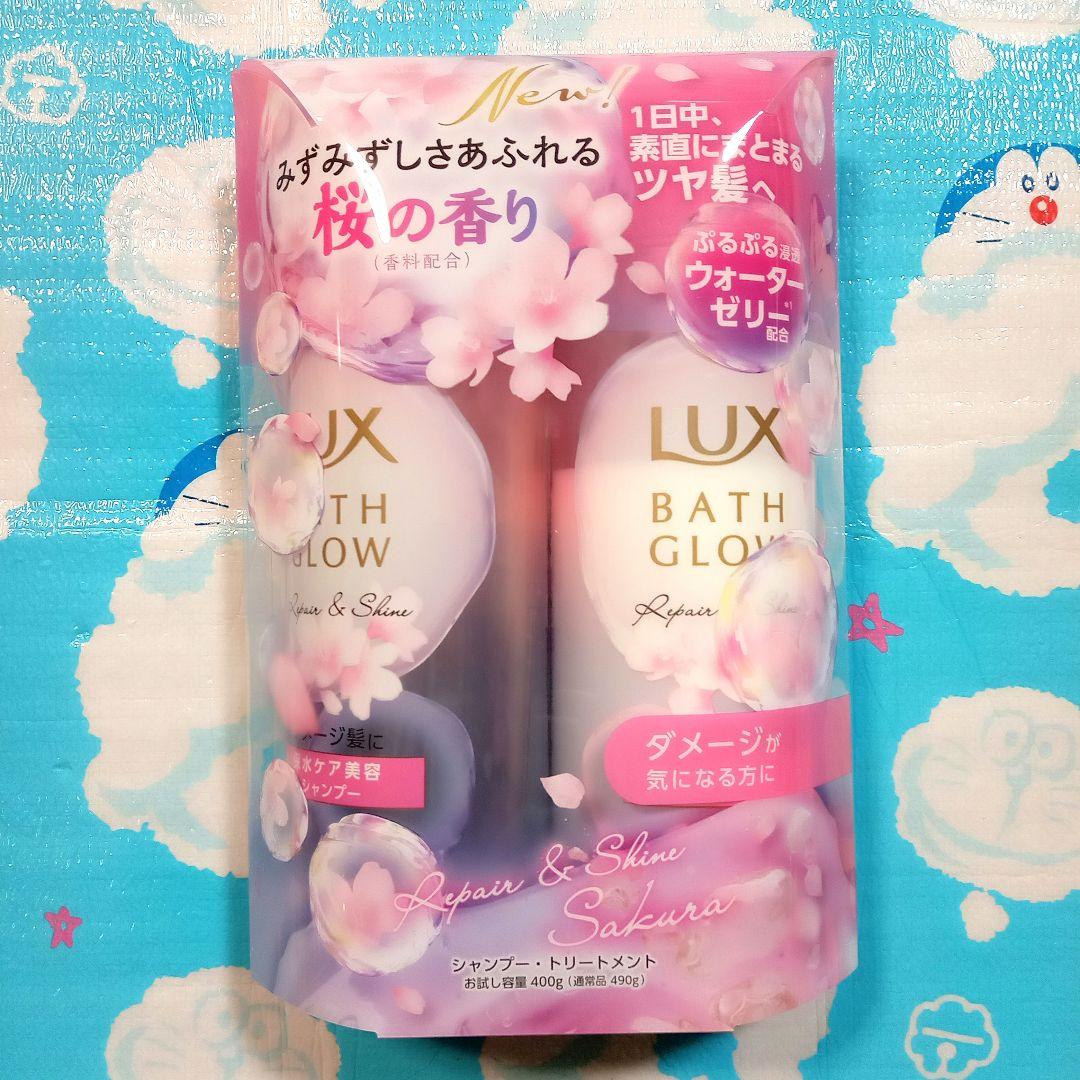 New!
みずみずしさあふれる
桜の香り
(香料配合)
1日中、
素直にまとまる
ツヤ髪へ
ぷるぷる浸透
ウォーター
ゼリー※1
配合
UX
TH
GLOW
Repair & Shine
ージ髪に
水ケア美容
シャンプー
LUX
BATH
GLOW
Repair & Shine
ダメージが
気になる方に
Repair & Shine
Sakura
シャンプー・トリートメント
お試し容量 400g (通常品 490g)